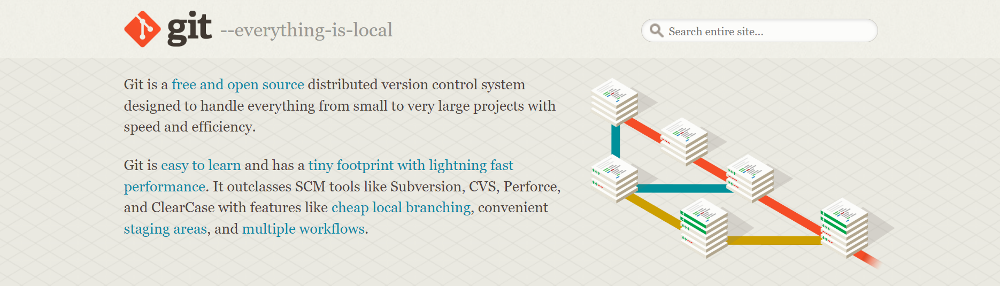 git --everything-is-local
Search entire site...
Git is a free and open source distributed version control system
designed to handle everything from small to very large projects with
speed and efficiency.
Git is easy to learn and has a tiny footprint with lightning fast
performance. It outclasses SCM tools like Subversion, CVS, Perforce,
and ClearCase with features like cheap local branching, convenient
staging areas, and multiple workflows.